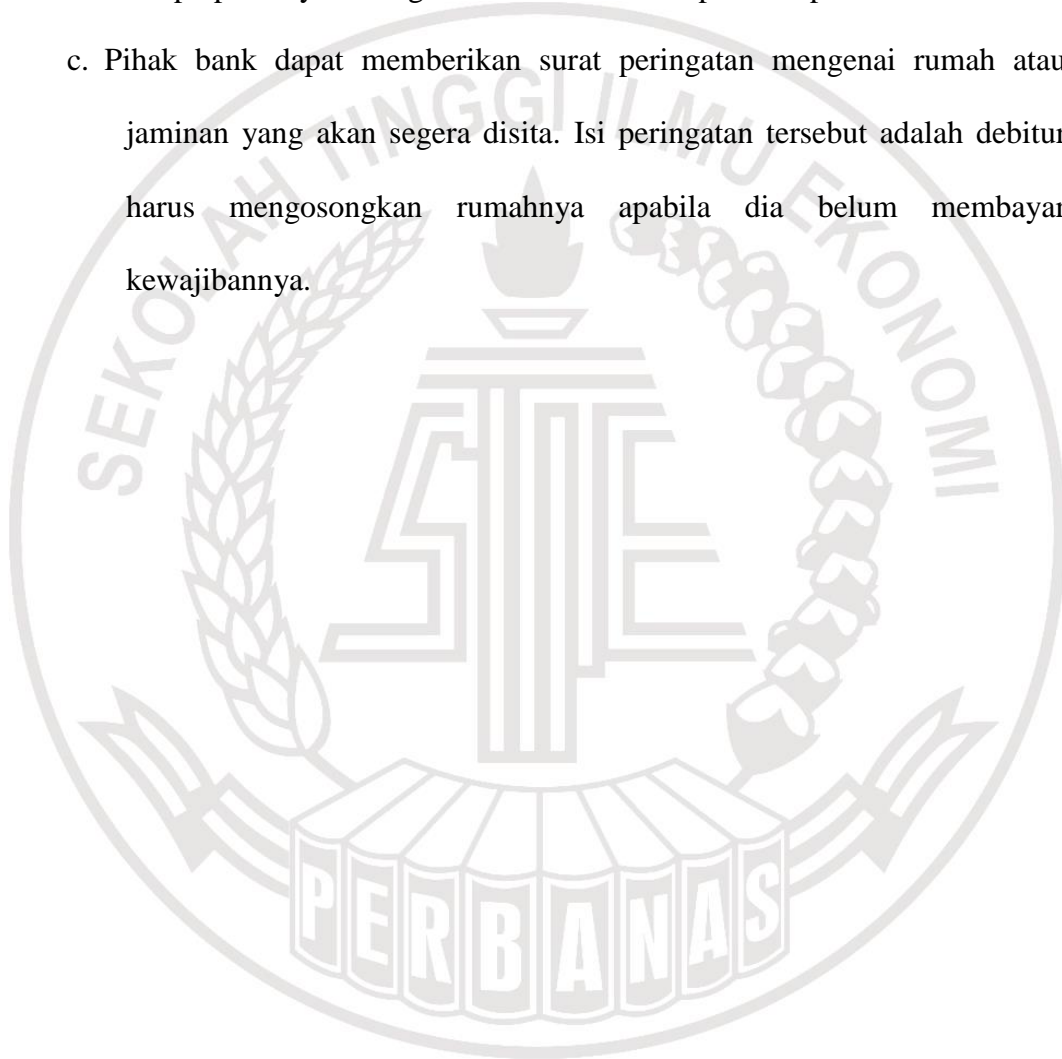 c. Pihak bank dapat memberikan surat peringatan mengenai rumah atau
jaminan yang akan segera disita. Isi peringatan tersebut adalah debitur
harus mengosongkan rumahnya apabila dia belum membayar
kewajibannya.
SEKOLAH TINGGI ILMU EKONOMI
STIE
PERBANAS